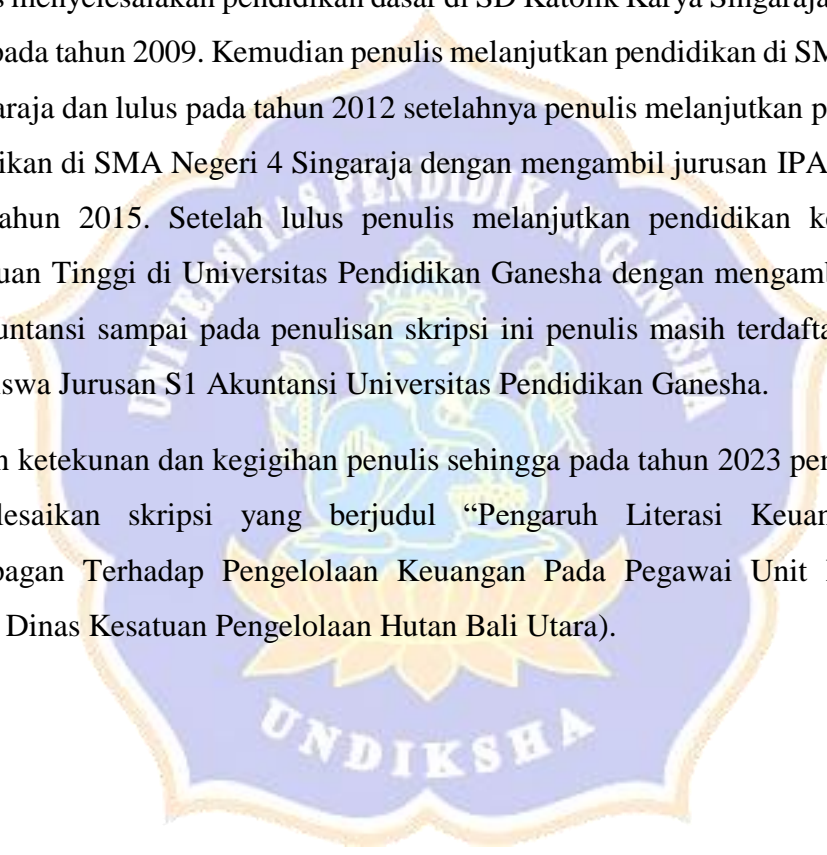 menyelesaiakan pendidikan dasar di SD Katolik Karya Singaraja
pada tahun 2009. Kemudian penulis melanjutkan pendidikan di SM
araja dan lulus pada tahun 2012 setelahnya penulis melanjutkan p
ikan di SMA Negeri 4 Singaraja dengan mengambil jurusan IPA
ahun 2015. Setelah lulus penulis melanjutkan pendidikan k
uan Tinggi di Universitas Pendidikan Ganesha dengan mengamb
untansi sampai pada penulisan skripsi ini penulis masih terdafta
iswa Jurusan S1 Akuntansi Universitas Pendidikan Ganesha.
n ketekunan dan kegigihan penulis sehingga pada tahun 2023 pen
lesaikan skripsi yang berjudul “Pengaruh Literasi Keuan
bagan Terhadap Pengelolaan Keuangan Pada Pegawai Unit
Dinas Kesatuan Pengelolaan Hutan Bali Utara).
UNIVERSITAS PENDIDIKAN GANESHA
UNDIKSHA